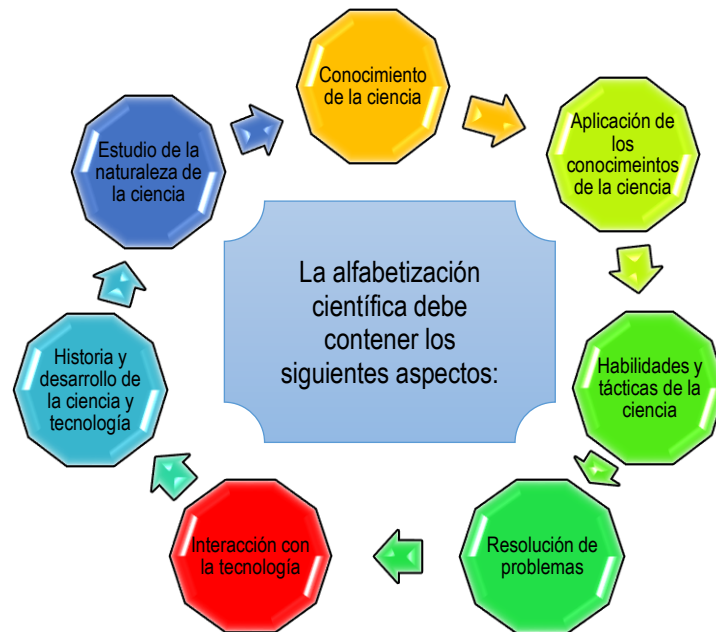 Conocimiento
de la ciencia
Aplicación de
los
conocimeintos
de la ciencia
Habilidades y
tácticas de la
ciencia
Resolución de
problemas
Interacción con
la tecnología
Historia y
desarrollo de
la ciencia y
tecnología
Estudio de la
naturaleza de
la ciencia
La alfabetización
científica debe
contener los
siguientes aspectos: